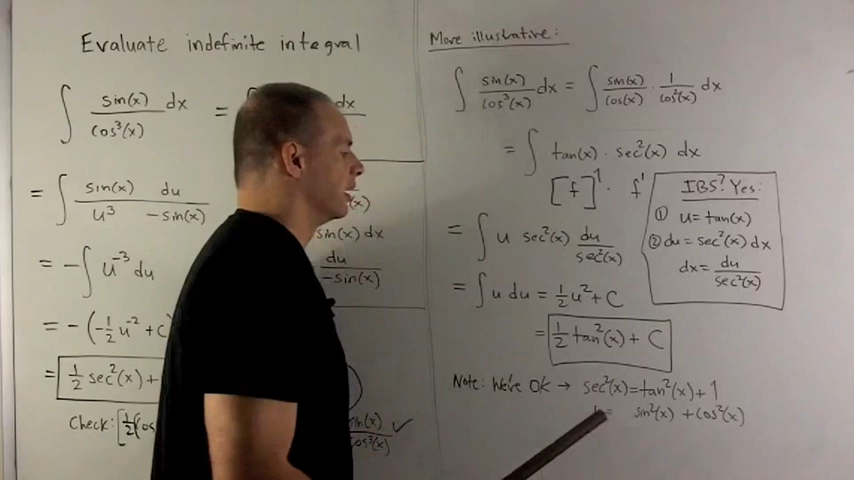 Evaluate indefinite integral
∫ sin(x)/cos³(x) dx = dx
= ∫ sin(x)/u³ du/-sin(x)
= -∫ u⁻³ du
= -(-1/2 u⁻² + C
= 1/2 sec²(x) +
Check: [1/2(cos
(x)
sin(x) dx
du/-sin(x)
sin(x)/cos³(x) ✓
More illustrative:
∫ sin(x)/cos³(x) dx = ∫ sin(x)/cos(x) · 1/cos²(x) dx
= ∫ tan(x) · sec²(x) dx
[f]¹ · f'
= ∫ u sec²(x) du/sec²(x)
= ∫ u du = 1/2 u² + C
= 1/2 tan²(x) + C
IBS? Yes:
① u = tan(x)
② du = sec²(x) dx
dx = du/sec²(x)
Note: We're OK → sec²(x) = tan²(x) + 1
= sin²(x) + cos²(x)